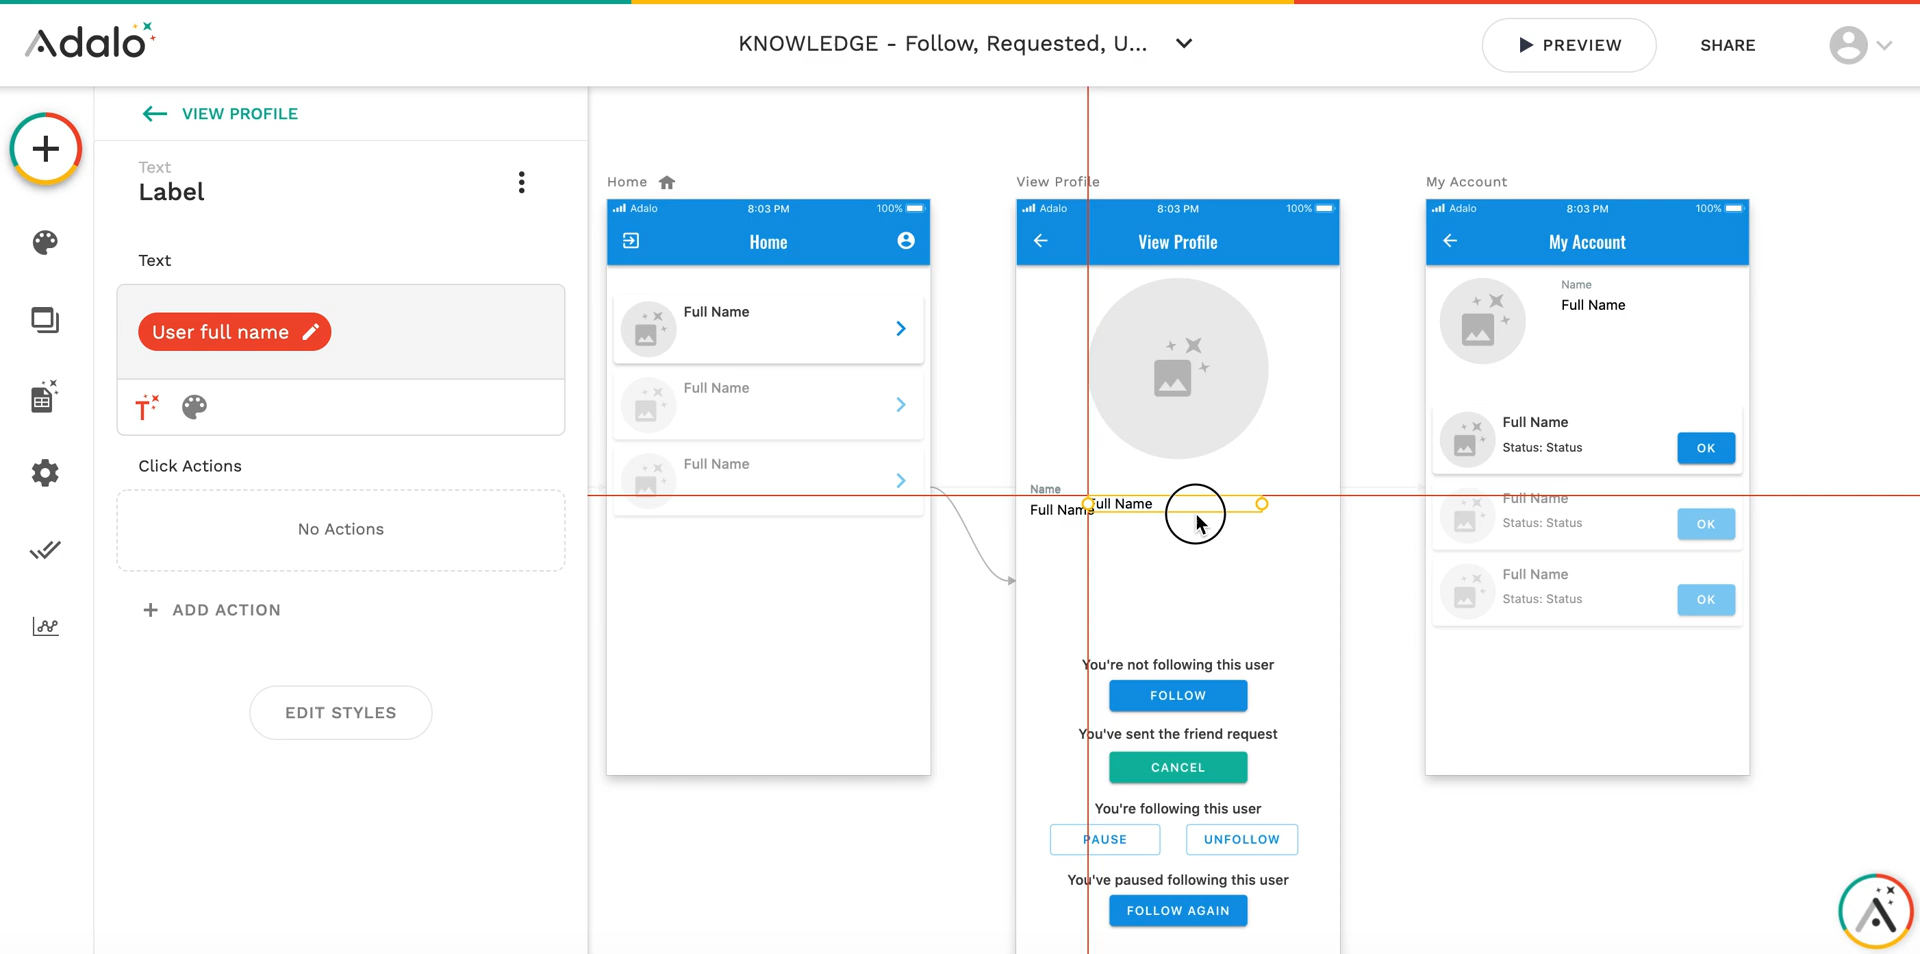 Adalo
KNOWLEDGE - Follow, Requested, U...
PREVIEW
SHARE
VIEW PROFILE
Text
Label
Text
User full name
Click Actions
No Actions
ADD ACTION
EDIT STYLES
Home
Adalo 8:03 PM 100%
Home
Full Name
Full Name
Full Name
View Profile
Adalo 8:03 PM 100%
View Profile
Name
Full Name
Full Name
You're not following this user
FOLLOW
You've sent the friend request
CANCEL
You're following this user
PAUSE
UNFOLLOW
You've paused following this user
FOLLOW AGAIN
My Account
Adalo 8:03 PM 100%
My Account
Name
Full Name
Full Name
Status: Status
OK
Full Name
Status: Status
OK
Full Name
Status: Status
OK